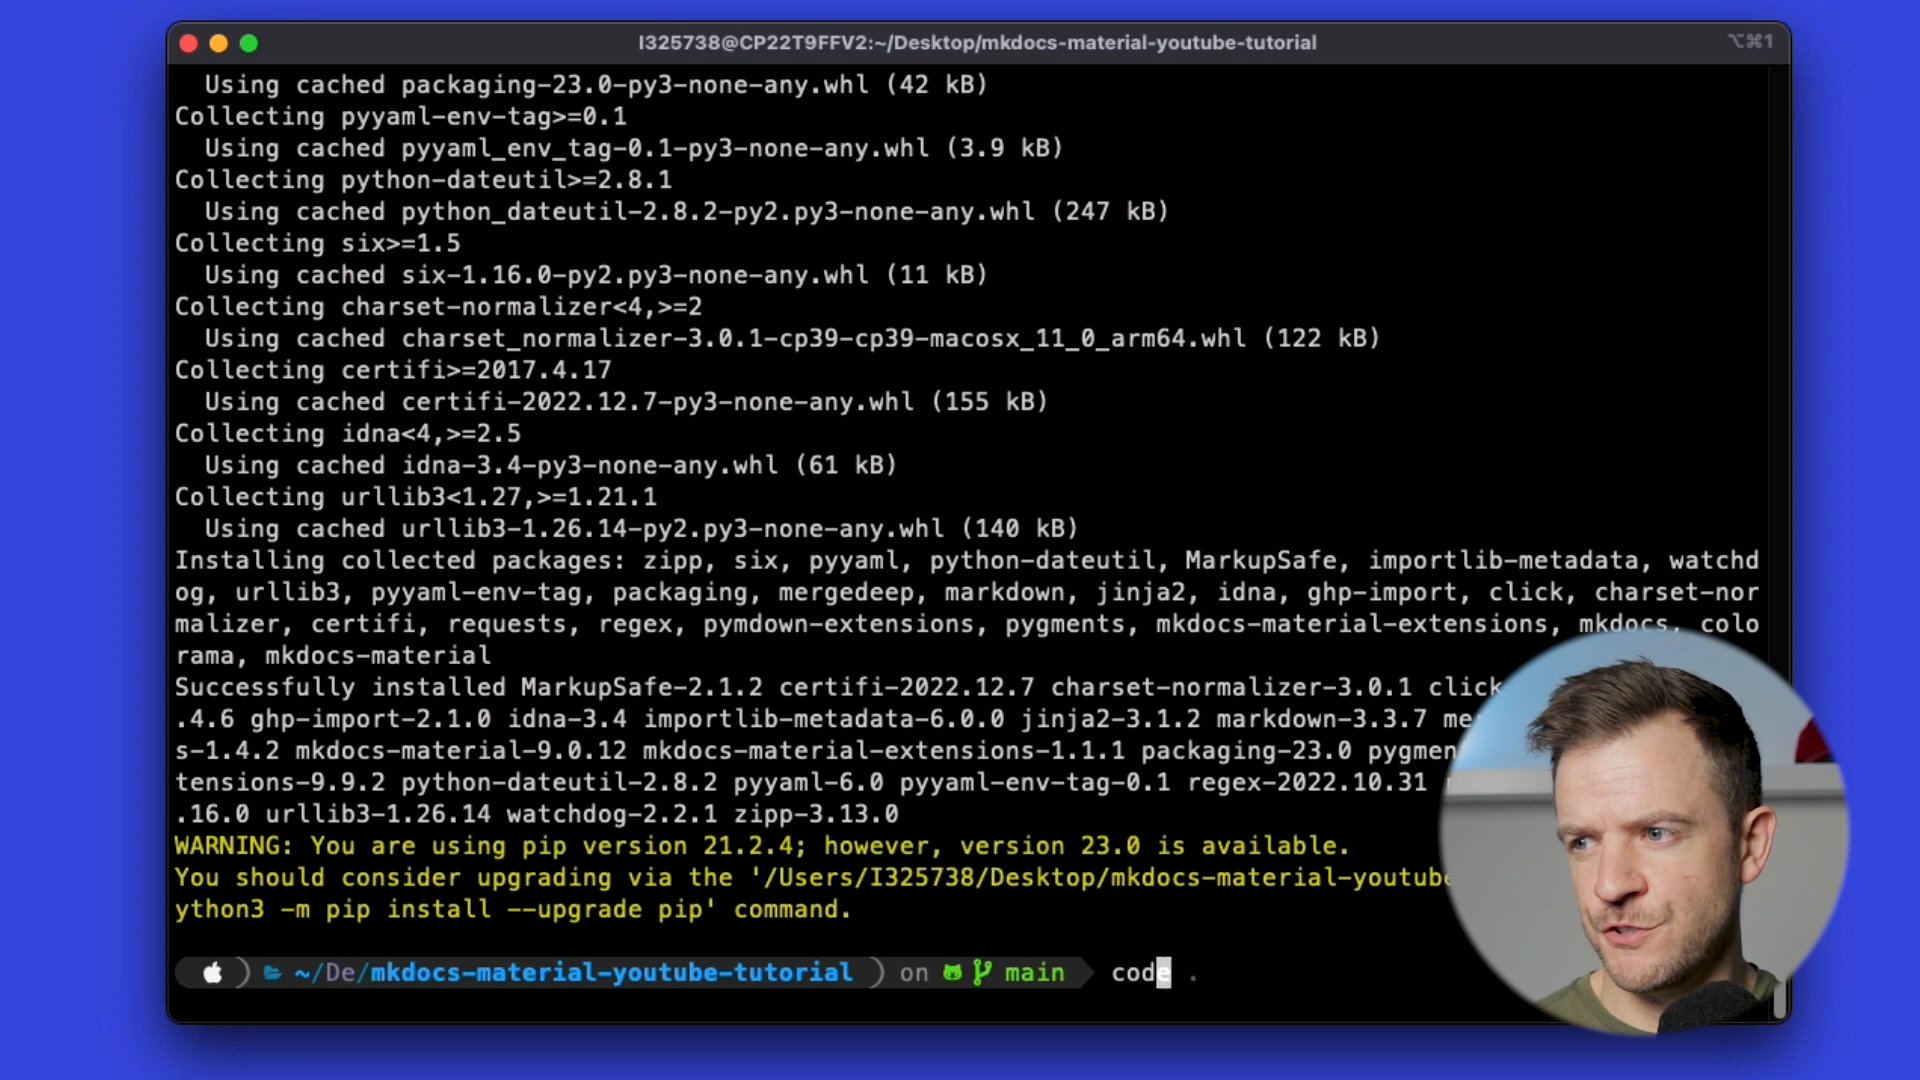 I325738@CP22T9FFV2:~/Desktop/mkdocs-material-youtube-tutorial ⌥⌘1
Using cached packaging-23.0-py3-none-any.whl (42 kB)
Collecting pyyaml-env-tag>=0.1
Using cached pyyaml_env_tag-0.1-py3-none-any.whl (3.9 kB)
Collecting python-dateutil>=2.8.1
Using cached python_dateutil-2.8.2-py2.py3-none-any.whl (247 kB)
Collecting six>=1.5
Using cached six-1.16.0-py2.py3-none-any.whl (11 kB)
Collecting charset-normalizer<4,>=2
Using cached charset_normalizer-3.0.1-cp39-cp39-macosx_11_0_arm64.whl (122 kB)
Collecting certifi>=2017.4.17
Using cached certifi-2022.12.7-py3-none-any.whl (155 kB)
Collecting idna<4,>=2.5
Using cached idna-3.4-py3-none-any.whl (61 kB)
Collecting urllib3<1.27,>=1.21.1
Using cached urllib3-1.26.14-py2.py3-none-any.whl (140 kB)
Installing collected packages: zipp, six, pyyaml, python-dateutil, MarkupSafe, importlib-metadata, watchd
og, urllib3, pyyaml-env-tag, packaging, mergedeep, markdown, jinja2, idna, ghp-import, click, charset-nor
malizer, certifi, requests, regex, pymdown-extensions, pygments, mkdocs-material-extensions, mkdocs, colo
rama, mkdocs-material
Successfully installed MarkupSafe-2.1.2 certifi-2022.12.7 charset-normalizer-3.0.1 click
.4.6 ghp-import-2.1.0 idna-3.4 importlib-metadata-6.0.0 jinja2-3.1.2 markdown-3.3.7 me
s-1.4.2 mkdocs-material-9.0.12 mkdocs-material-extensions-1.1.1 packaging-23.0 pygmen
tensions-9.9.2 python-dateutil-2.8.2 pyyaml-6.0 pyyaml-env-tag-0.1 regex-2022.10.31
.16.0 urllib3-1.26.14 watchdog-2.2.1 zipp-3.13.0
WARNING: You are using pip version 21.2.4; however, version 23.0 is available.
You should consider upgrading via the '/Users/I325738/Desktop/mkdocs-material-youtube
ython3 -m pip install --upgrade pip' command.
~/De/mkdocs-material-youtube-tutorial on main code .